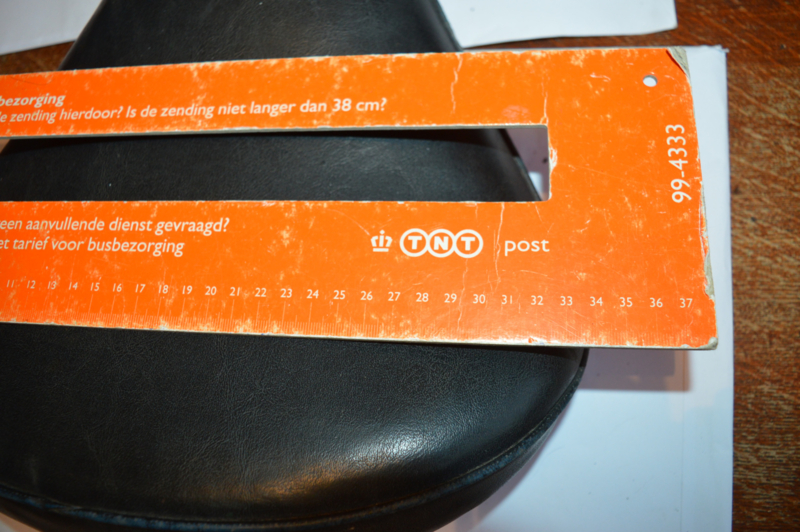 bezorging
de zending hierdoor? Is de zending niet langer dan 38 cm?
99-4333
een aanvullende dienst gevraagd?
et tarief voor busbezorging
TNT post
11 12 13 14 15 16 17 18 19 20 21 22 23 24 25 26 27 28 29 30 31 32 33 34 35 36 37